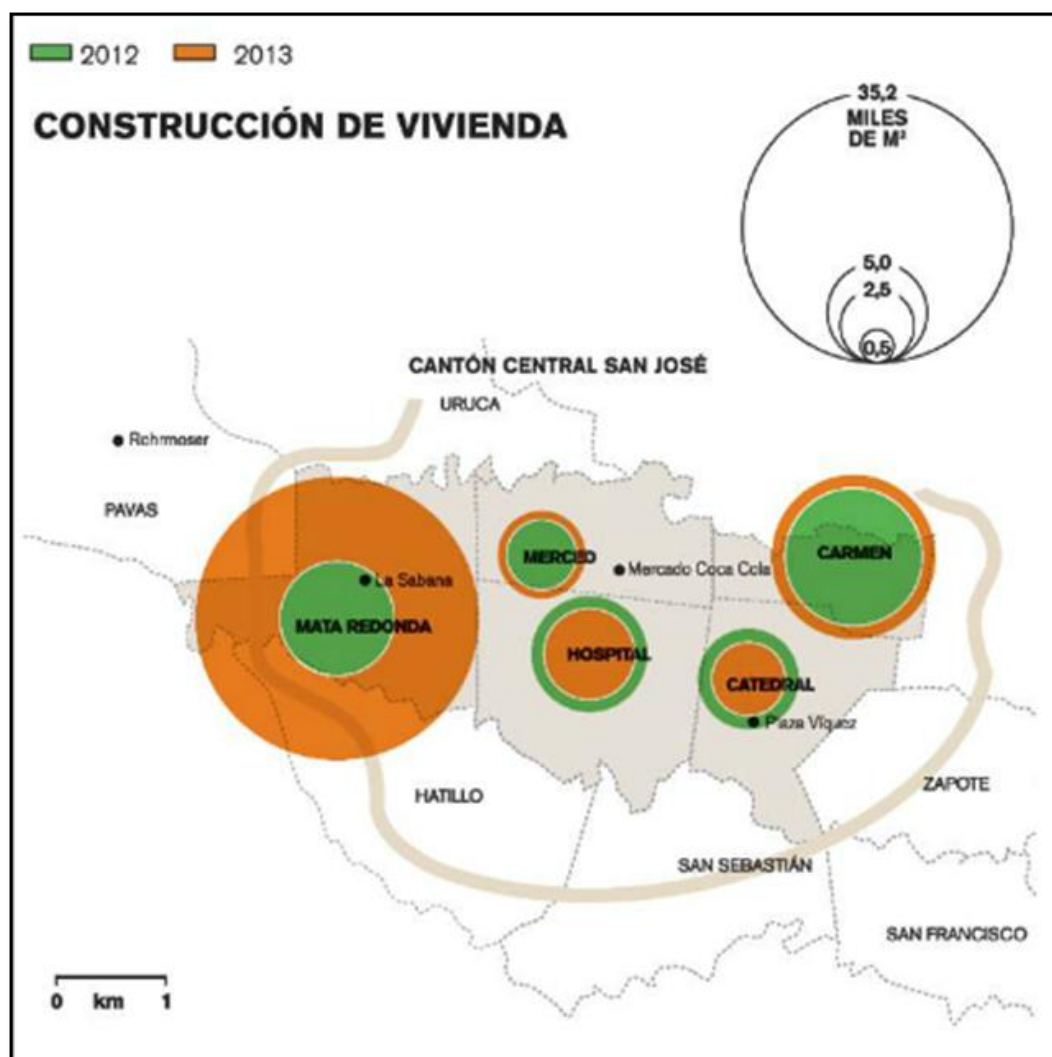 2012 2013
CONSTRUCCIÓN DE VIVIENDA
35,2
MILES
DE M²
5,0
2,5
0,5
CANTÓN CENTRAL SAN JOSÉ
URUCA
Rohrmoser
PAVAS
MERCED
CARMEN
Mercado Coca Cola
La Sabana
MATA REDONDA
HOSPITAL
CATEDRAL
Plaza Víquez
HATILLO
ZAPOTE
SAN SEBASTIÁN
SAN FRANCISCO
0 km 1